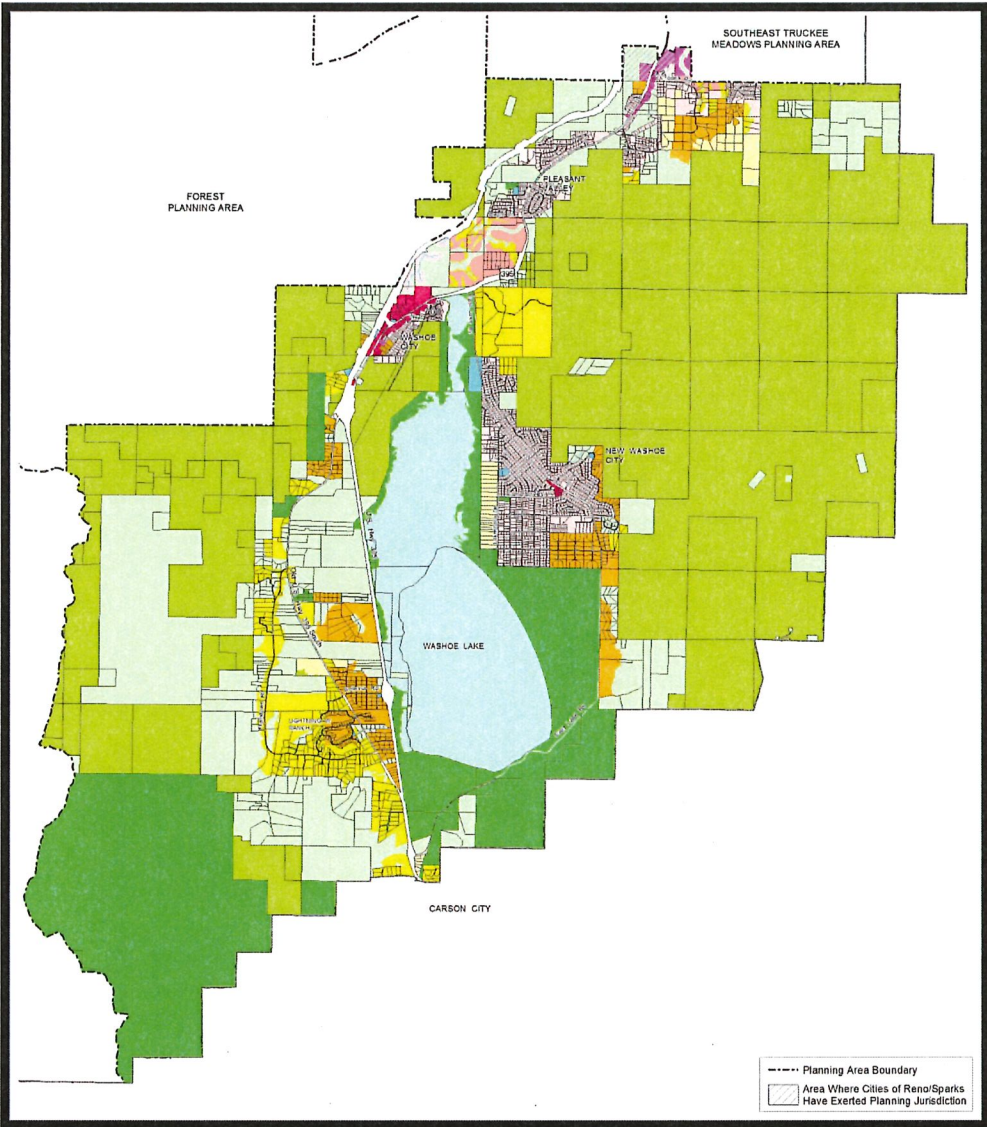 SOUTHEAST TRUCKEE
MEADOWS PLANNING AREA
FOREST
PLANNING AREA
PLEASANT
VALLEY
395
WASHOE
CITY
NEW WASHOE
CITY
WASHOE LAKE
CARSON CITY
Planning Area Boundary
Area Where Cities of Reno/Sparks
Have Exerted Planning Jurisdiction